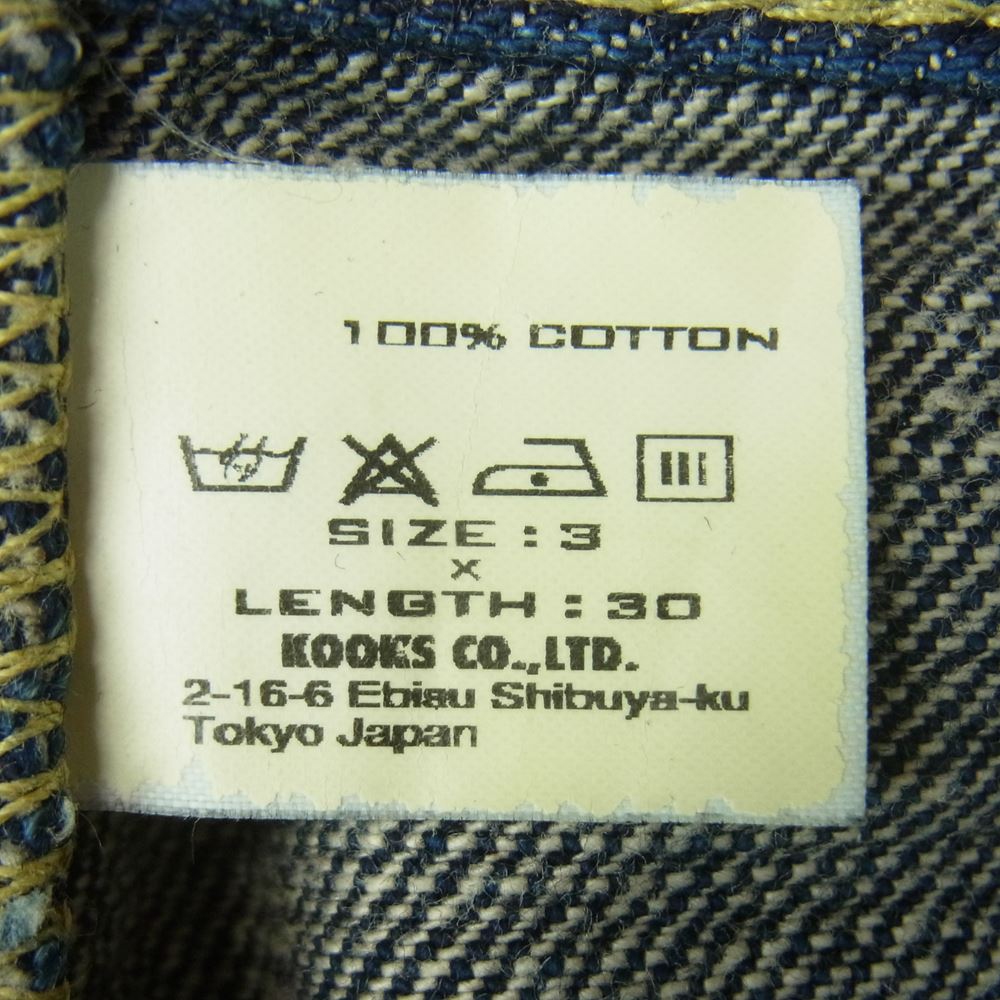 100% COTTON
SIZE : 3
x
LENGTH : 30
KOOKS CO.,LTD.
2-16-6 Ebisu Shibuya-ku
Tokyo Japan